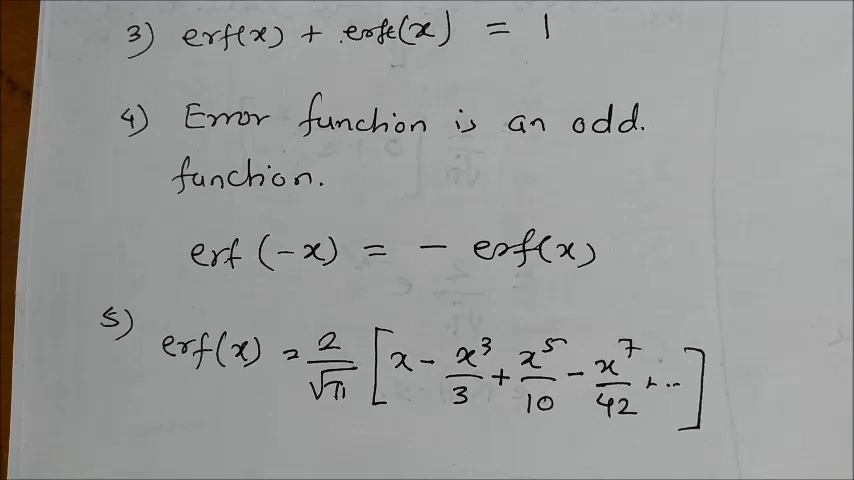 3) erf(x) + erfc(x) = 1
4) Error function is an odd.
function.
erf (-x) = - erf(x)
5) erf(x) = 2/√π [x - x³/3 + x⁵/10 - x⁷/42 + ...]